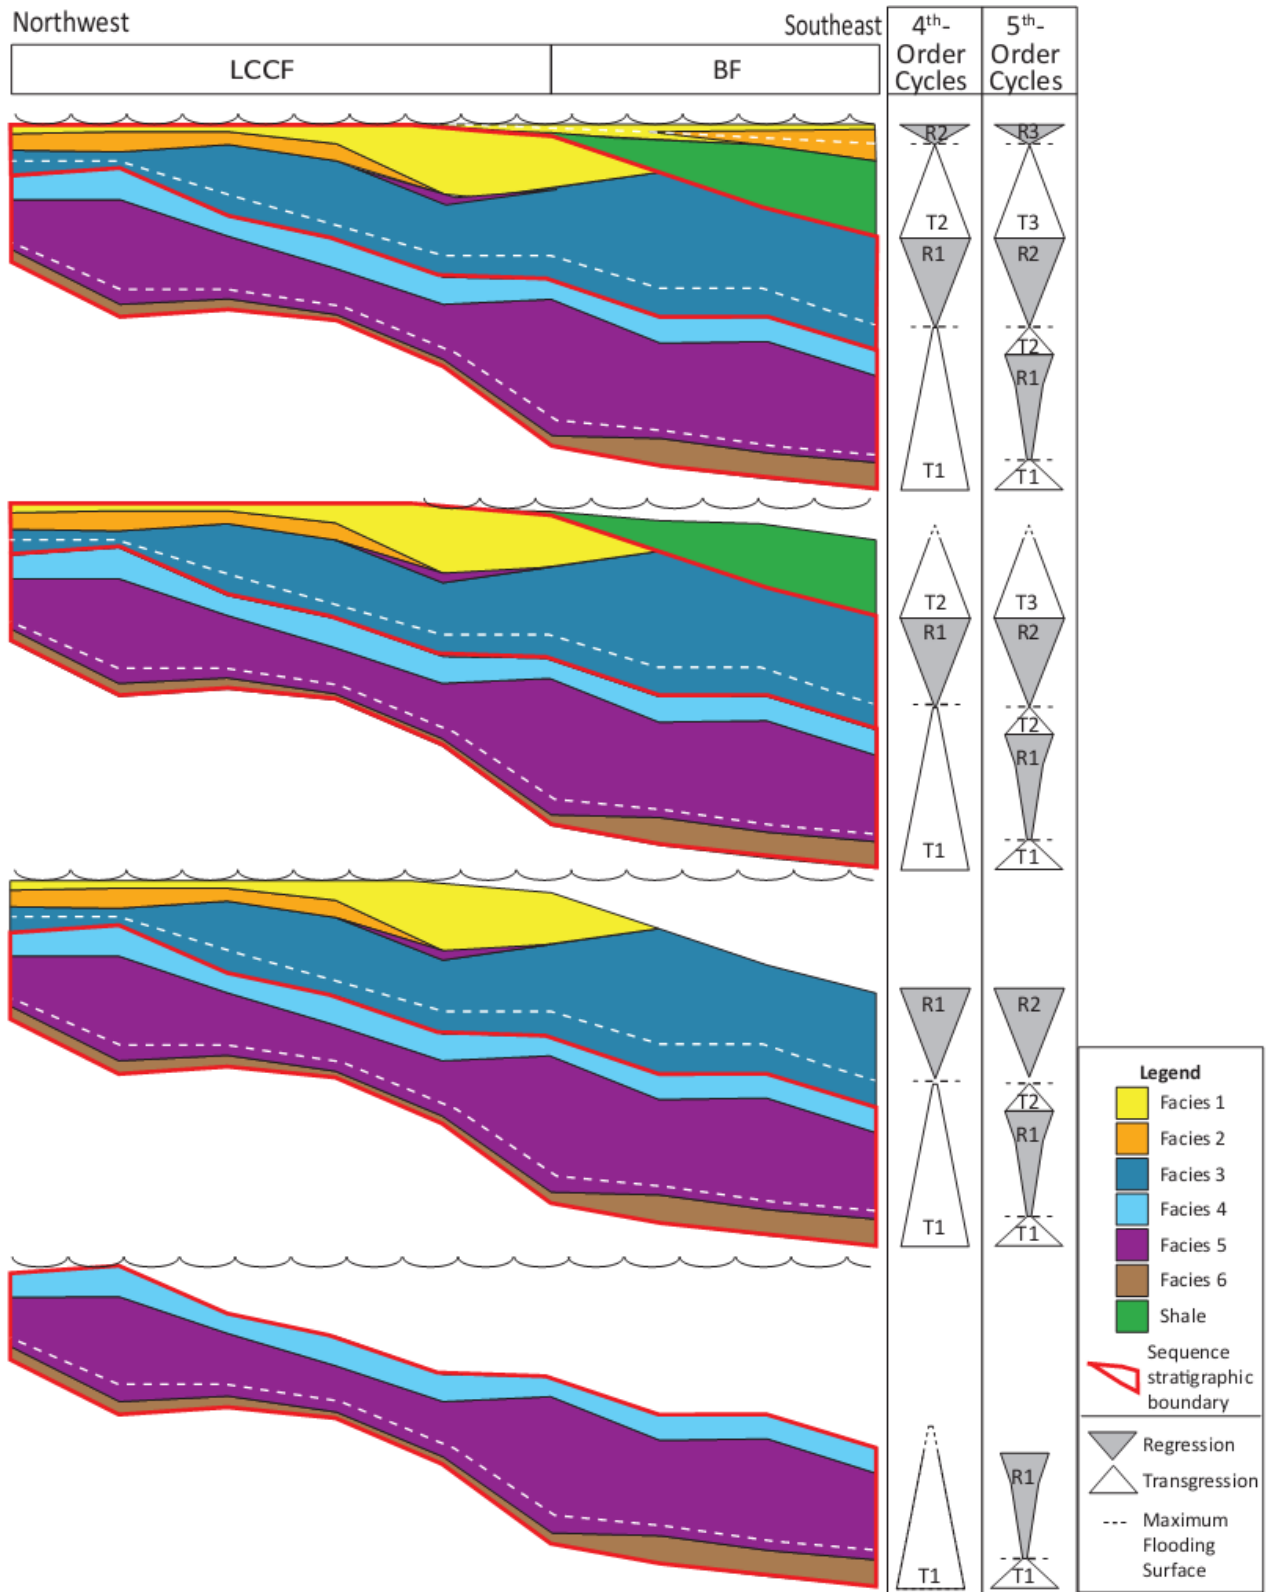 Northwest
Southeast
LCCF
BF
4th-
Order
Cycles
5th-
Order
Cycles
R2
R3
T2
T3
R1
R2
T2
R1
T1
T1
T2
T3
R1
R2
T2
R1
T1
T1
R1
R2
T2
R1
T1
T1
R1
T1
T1
Legend
Facies 1
Facies 2
Facies 3
Facies 4
Facies 5
Facies 6
Shale
Sequence
stratigraphic
boundary
Regression
Transgression
Maximum
Flooding
Surface